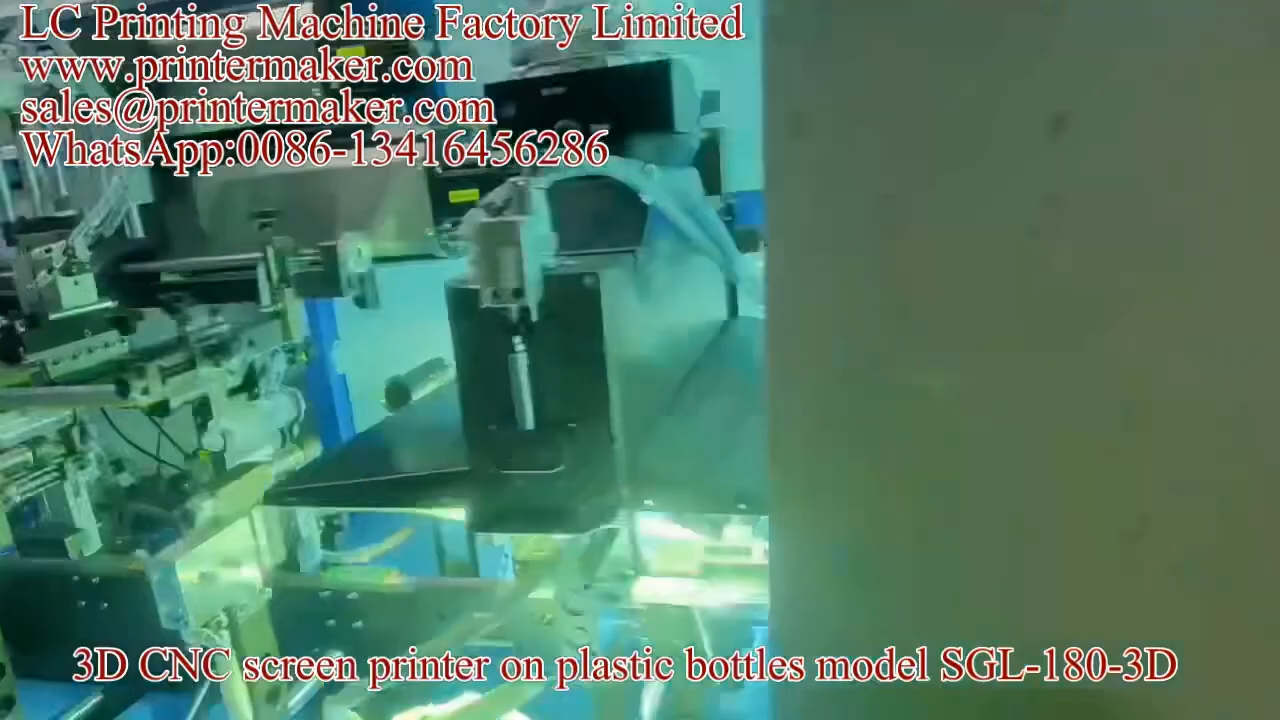 LC Printing Machine Factory Limited
www.printermaker.com
sales@printermaker.com
WhatsApp:0086-13416456286
3D CNC screen printer on plastic bottles model SGL-180-3D